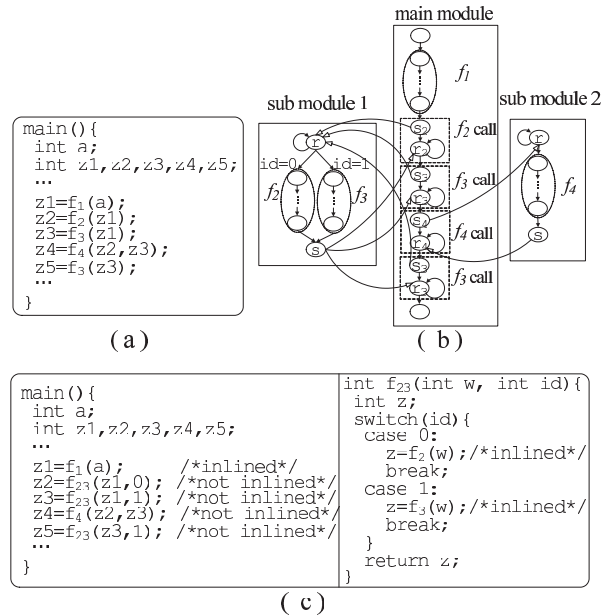 main(){
int a;
int z1,z2,z3,z4,z5;
...
z1=f1(a);
z2=f2(z1);
z3=f3(z1);
z4=f4(z2,z3);
z5=f3(z3);
...
}
(a)
main module
sub module 1
sub module 2
f1
s2
r2
f2 call
s3
r3
f3 call
s4
r4
f4 call
s3
r3
f3 call
r
id=0
id=1
f2
f3
s
r
f4
s
(b)
main(){
int a;
int z1,z2,z3,z4,z5;
...
z1=f1(a); /*inlined*/
z2=f23(z1,0); /*not inlined*/
z3=f23(z1,1); /*not inlined*/
z4=f4(z2,z3); /*not inlined*/
z5=f23(z3,1); /*not inlined*/
...
}
int f23(int w, int id){
int z;
switch(id){
case 0:
z=f2(w);/*inlined*/
break;
case 1:
z=f3(w);/*inlined*/
break;
}
return z;
}
(c)